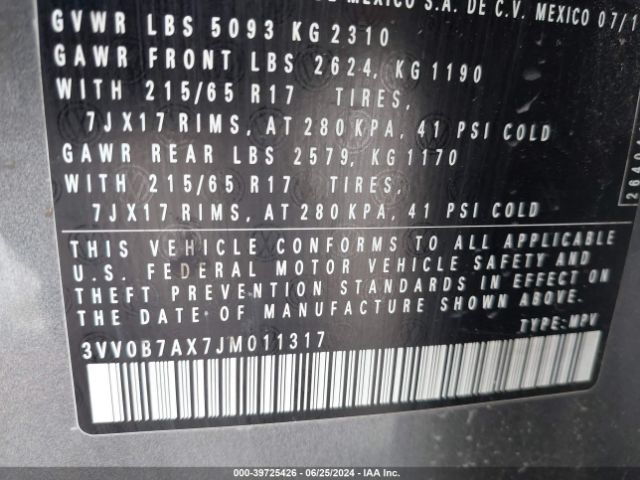 DE MEXICO S.A. DE C.V. MEXICO 07/1
GVWR LBS 5093 KG 2310
GAWR FRONT LBS 2624, KG 1190
WITH 215/65 R17 TIRES,
7JX17 RIMS, AT 280 KPA, 41 PSI COLD
GAWR REAR LBS 2579, KG 1170
WITH 215/65 R17 TIRES,
7JX17 RIMS, AT 280 KPA, 41 PSI COLD
THIS VEHICLE CONFORMS TO ALL APPLICABLE
U.S. FEDERAL MOTOR VEHICLE SAFETY AND
THEFT PREVENTION STANDARDS IN EFFECT ON
THE DATE OF MANUFACTURE SHOWN ABOVE.
3VV0B7AX7JM011317 TYPE: MPV
000-39725426 - 06/25/2024 - IAA Inc.